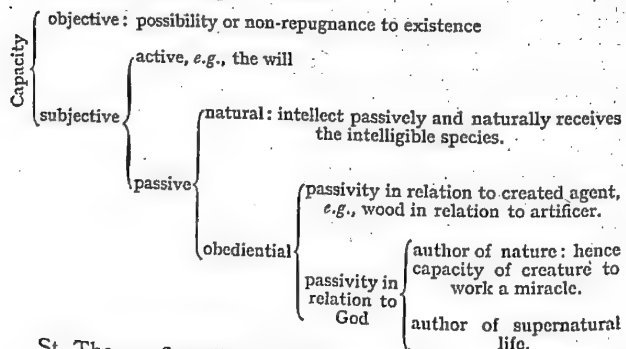 Capacity
objective: possibility or non-repugnance to existence
subjective
active, e.g., the will
passive
natural: intellect passively and naturally receives
the intelligible species.
obediential
passivity in relation to created agent,
e.g., wood in relation to artificer.
passivity in
relation to
God
author of nature: hence
capacity of creature to
work a miracle.
author of supernatural
life.
St.